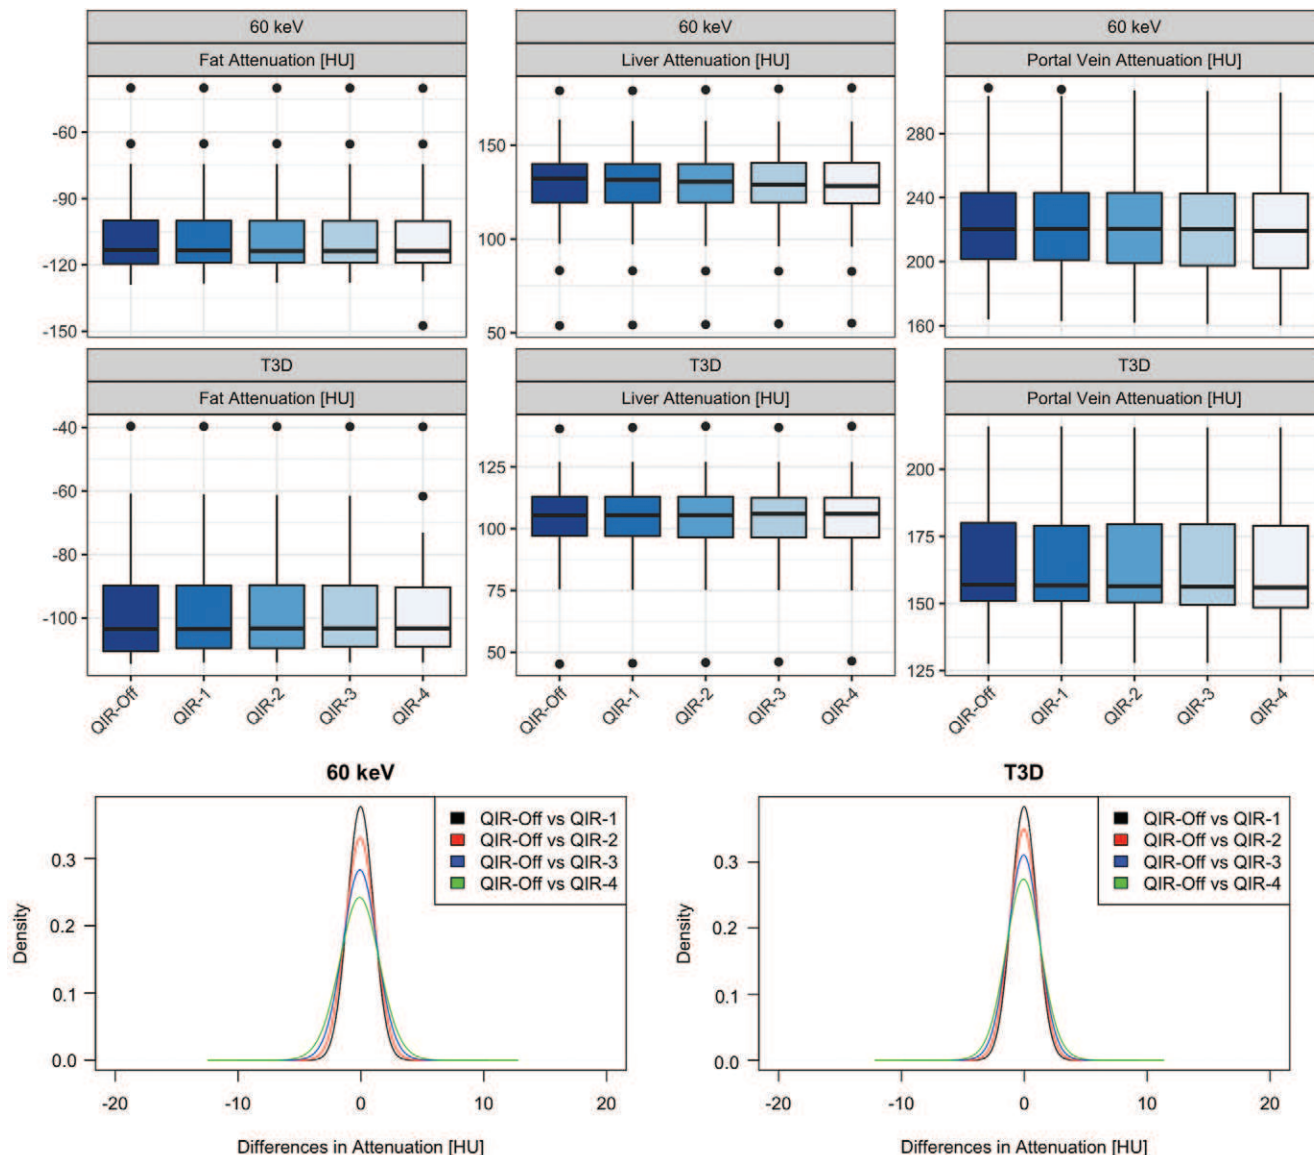 60 keV
60 keV
60 keV
Fat Attenuation [HU]
Liver Attenuation [HU]
Portal Vein Attenuation [HU]
-60
-90
-120
-150
150
100
50
280
240
200
160
T3D
T3D
T3D
Fat Attenuation [HU]
Liver Attenuation [HU]
Portal Vein Attenuation [HU]
-40
-60
-80
-100
125
100
75
50
200
175
150
125
QIR-Off QIR-1 QIR-2 QIR-3 QIR-4
QIR-Off QIR-1 QIR-2 QIR-3 QIR-4
QIR-Off QIR-1 QIR-2 QIR-3 QIR-4
60 keV
QIR-Off vs QIR-1
QIR-Off vs QIR-2
QIR-Off vs QIR-3
QIR-Off vs QIR-4
Density
0.3
0.2
0.1
0.0
-20 -10 0 10 20
Differences in Attenuation [HU]
T3D
QIR-Off vs QIR-1
QIR-Off vs QIR-2
QIR-Off vs QIR-3
QIR-Off vs QIR-4
Density
0.3
0.2
0.1
0.0
-20 -10 0 10 20
Differences in Attenuation [HU]